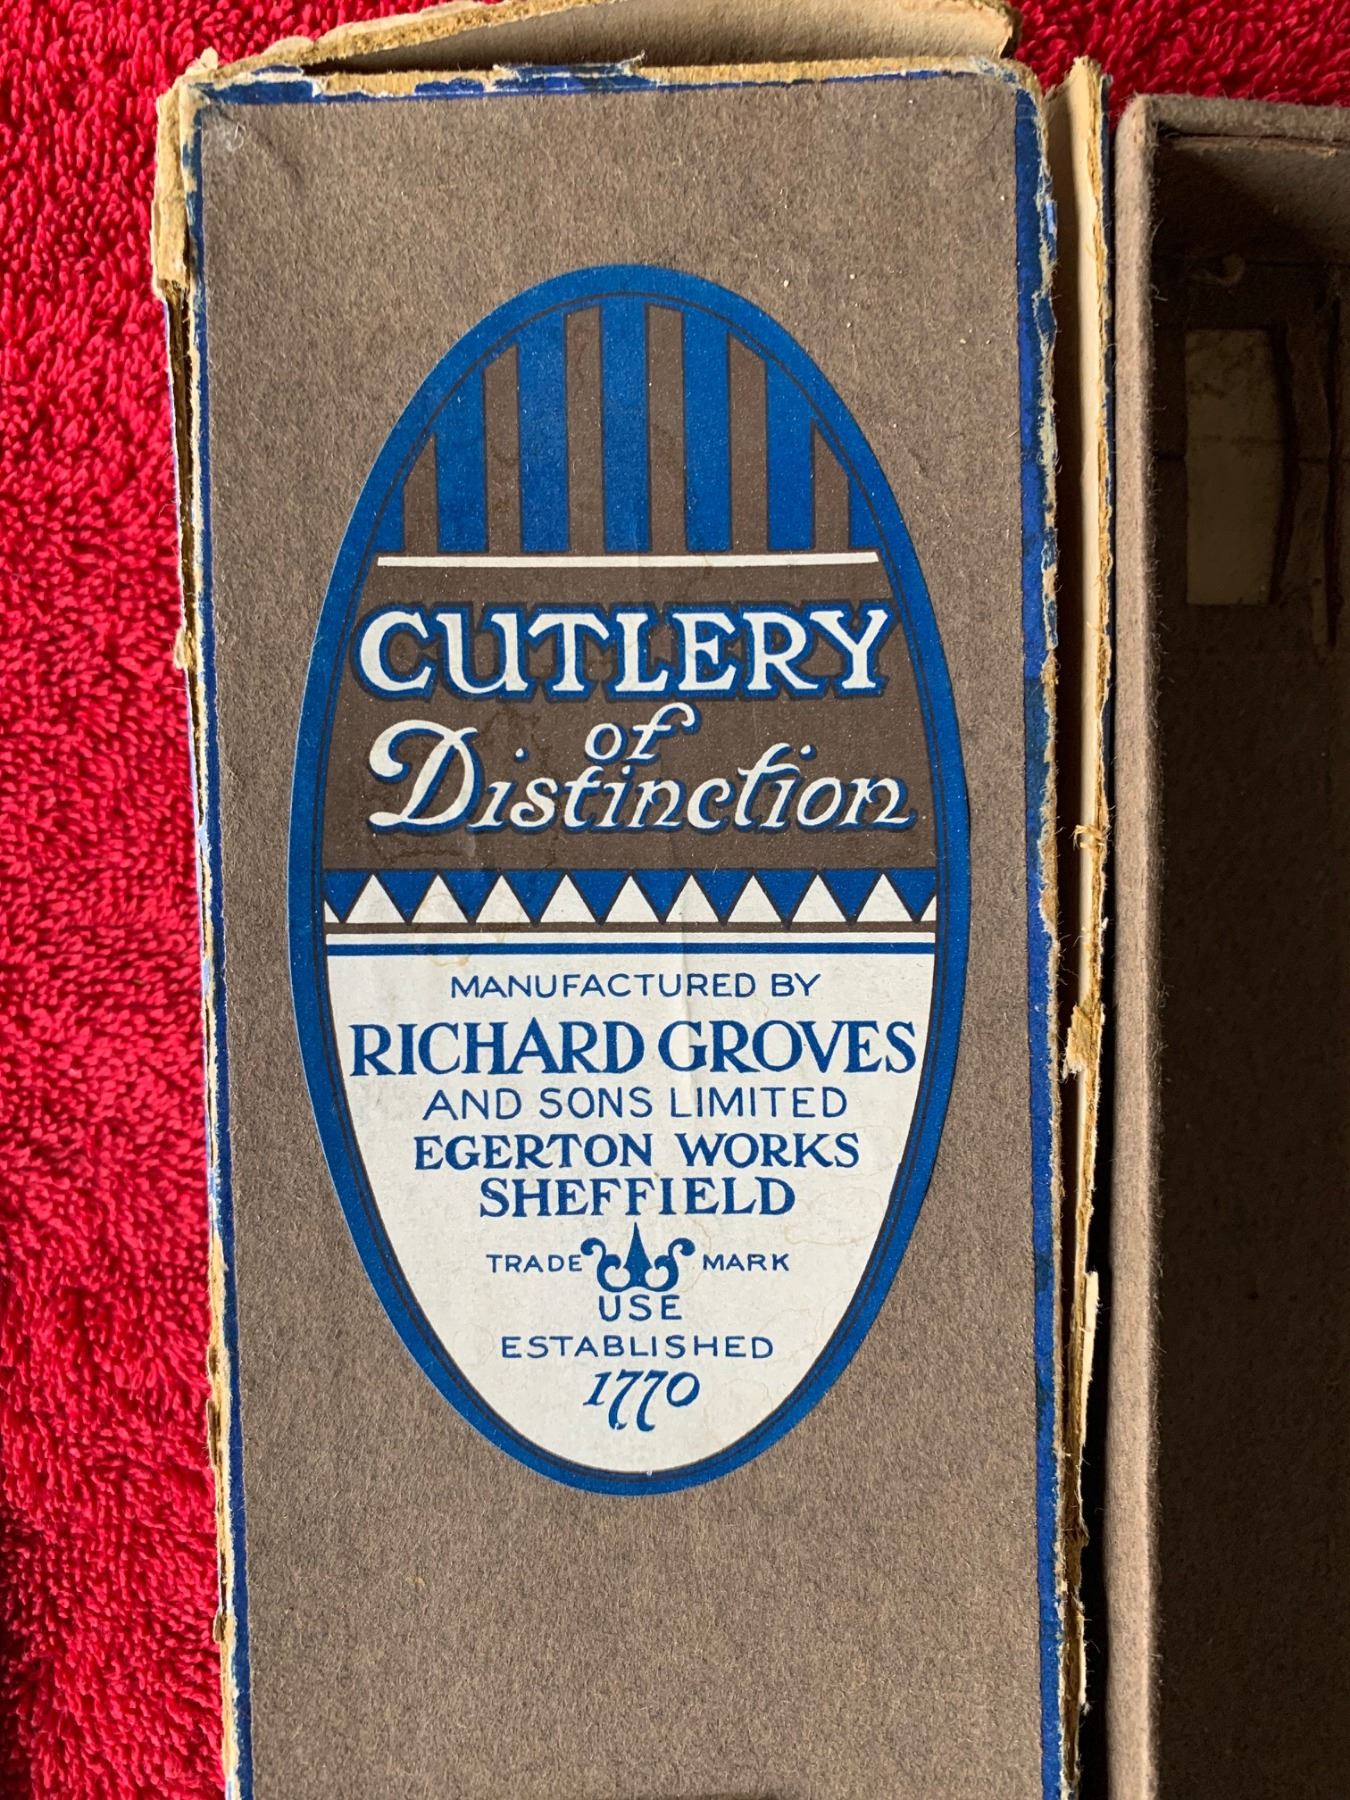 CUTLERY
of
Distinction
MANUFACTURED BY
RICHARD GROVES
AND SONS LIMITED
EGERTON WORKS
SHEFFIELD
TRADE MARK
USE
ESTABLISHED
1770